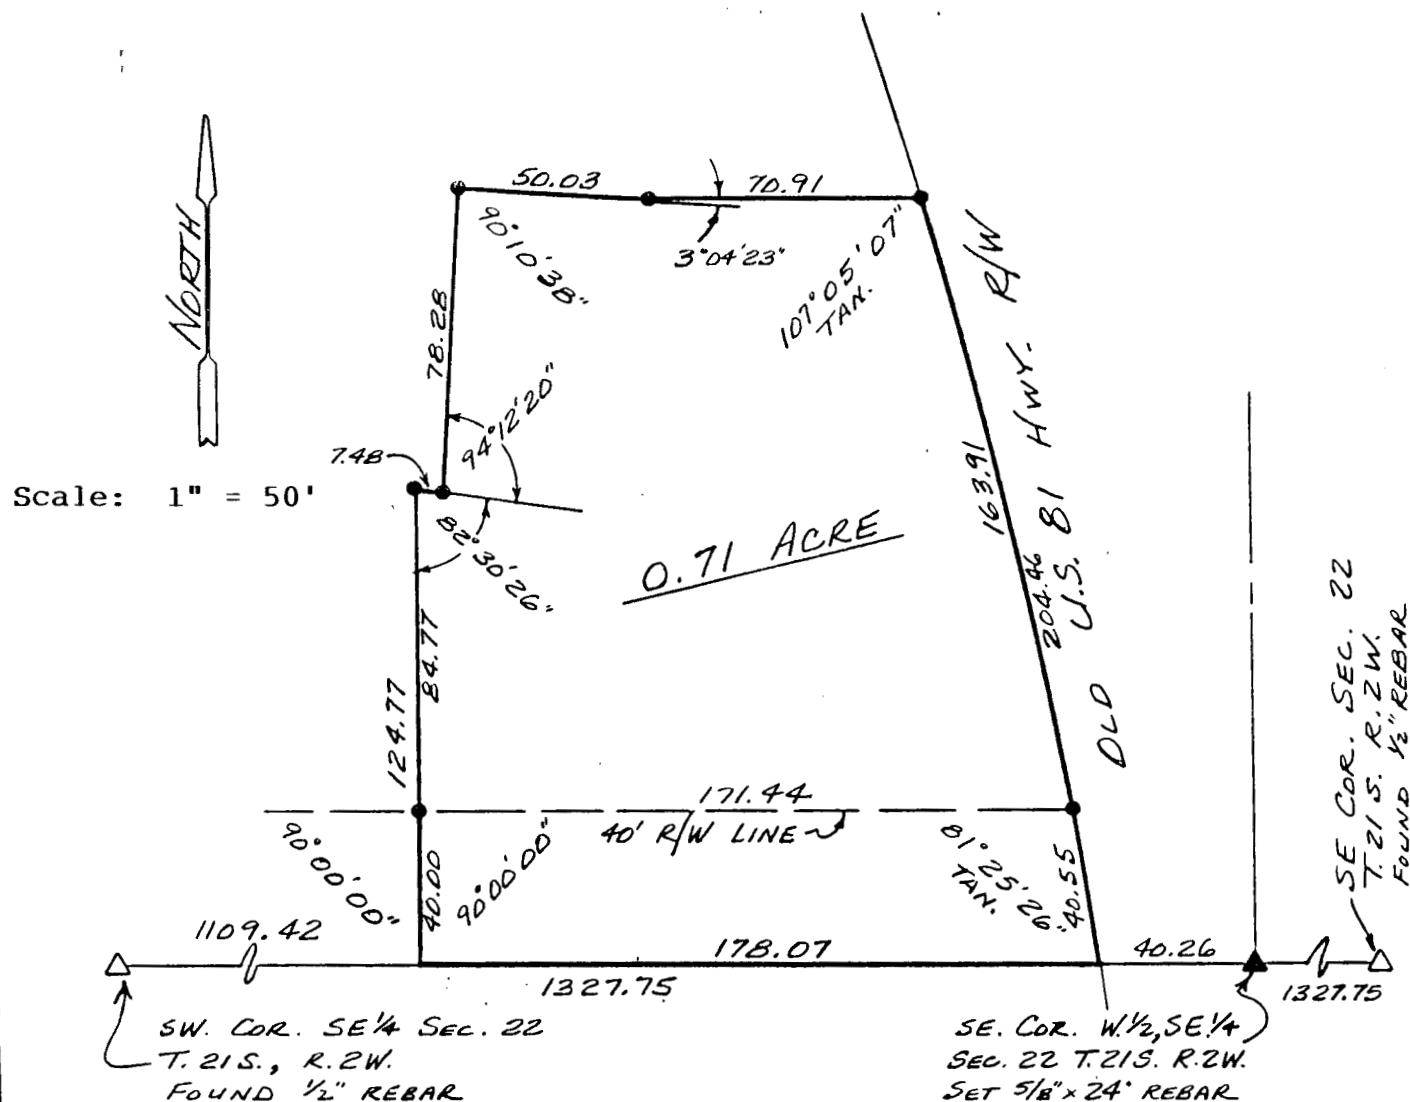 50.03
70.91
3°04'23"
90°10'38"
107°05'07"
TAN.
NORTH
78.28
94°12'20"
7.48
Scale: 1" = 50'
82°30'26"
0.71 ACRE
163.91
204.46
OLD U.S. 81 HWY. R/W
84.77
124.77
171.44
40' R/W LINE
90°00'00"
40.00
90°00'00"
81°25'26"
TAN.
40.55
1109.42
178.07
40.26
1327.75
1327.75
SE COR. SEC. 22
T. 21 S. R. 2 W.
FOUND ½" REBAR
SW. COR. SE ¼ SEC. 22
T. 21 S., R. 2 W.
FOUND ½" REBAR
SE. COR. W. ½, SE. ¼
SEC. 22 T. 21 S. R. 2 W.
SET 5/8" x 24" REBAR